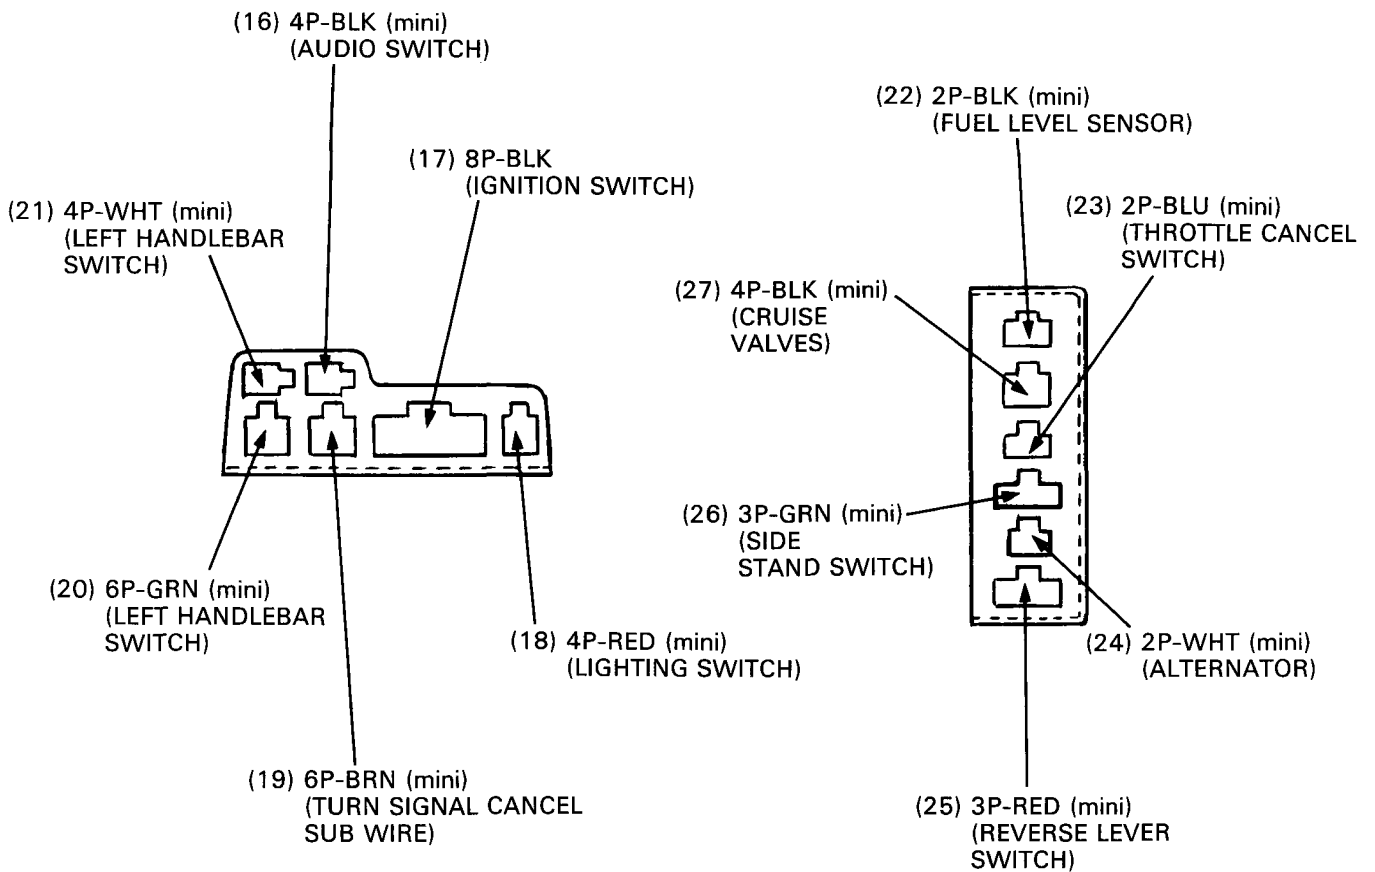 (16) 4P-BLK (mini)
(AUDIO SWITCH)
(17) 8P-BLK
(IGNITION SWITCH)
(21) 4P-WHT (mini)
(LEFT HANDLEBAR
SWITCH)
(20) 6P-GRN (mini)
(LEFT HANDLEBAR
SWITCH)
(18) 4P-RED (mini)
(LIGHTING SWITCH)
(19) 6P-BRN (mini)
(TURN SIGNAL CANCEL
SUB WIRE)
(22) 2P-BLK (mini)
(FUEL LEVEL SENSOR)
(23) 2P-BLU (mini)
(THROTTLE CANCEL
SWITCH)
(27) 4P-BLK (mini)
(CRUISE
VALVES)
(26) 3P-GRN (mini)
(SIDE
STAND SWITCH)
(24) 2P-WHT (mini)
(ALTERNATOR)
(25) 3P-RED (mini)
(REVERSE LEVER
SWITCH)